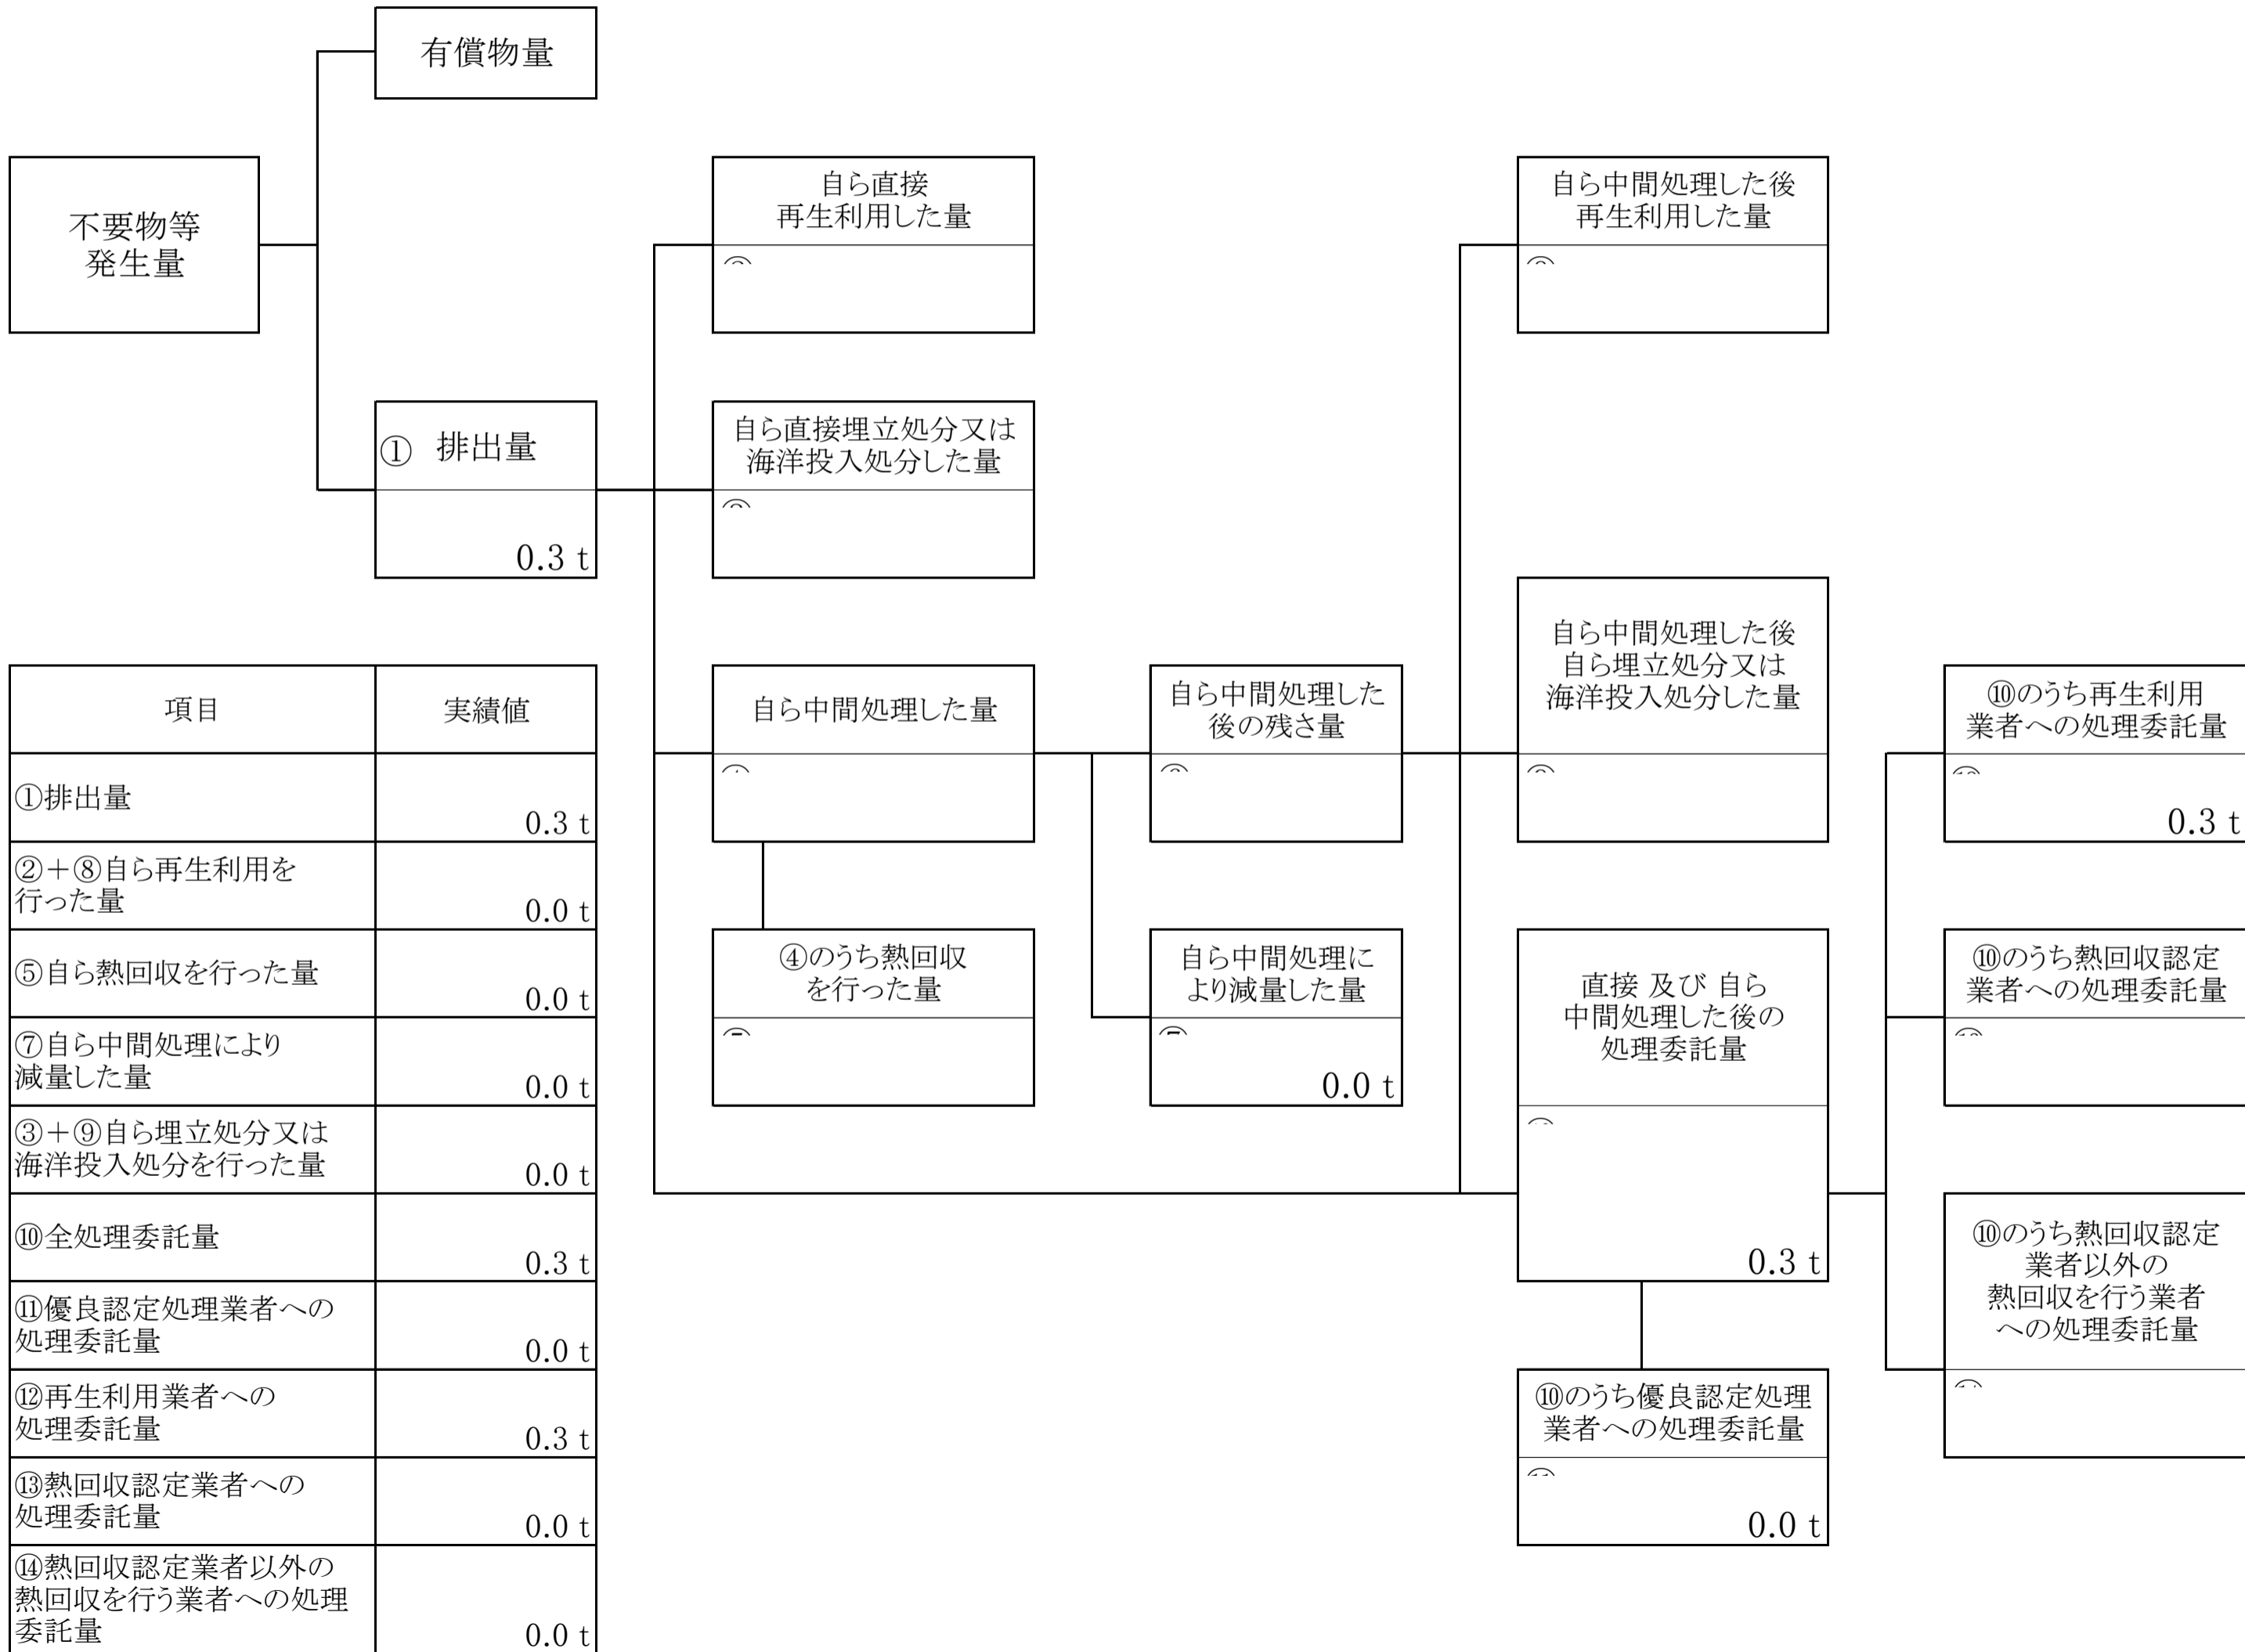 有償物量
不要物等
発生量
自ら直接
再生利用した量
自ら中間処理した後
再生利用した量
① 排出量
0.3 t
自ら直接埋立処分又は
海洋投入処分した量
自ら中間処理した量
自ら中間処理した
後の残さ量
自ら中間処理した後
自ら埋立処分又は
海洋投入処分した量
⑩のうち再生利用
業者への処理委託量
0.3 t
④のうち熱回収
を行った量
自ら中間処理に
より減量した量
0.0 t
直接 及び 自ら
中間処理した後の
処理委託量
0.3 t
⑩のうち熱回収認定
業者への処理委託量
⑩のうち熱回収認定
業者以外の
熱回収を行う業者
への処理委託量
⑩のうち優良認定処理
業者への処理委託量
0.0 t
項目 実績値
①排出量
0.3 t
②+⑧自ら再生利用を
行った量
0.0 t
⑤自ら熱回収を行った量
0.0 t
⑦自ら中間処理により
減量した量
0.0 t
③+⑨自ら埋立処分又は
海洋投入処分を行った量
0.0 t
⑩全処理委託量
0.3 t
⑪優良認定処理業者への
処理委託量
0.0 t
⑫再生利用業者への
処理委託量
0.3 t
⑬熱回収認定業者への
処理委託量
0.0 t
⑭熱回収認定業者以外の
熱回収を行う業者への処理
委託量
0.0 t